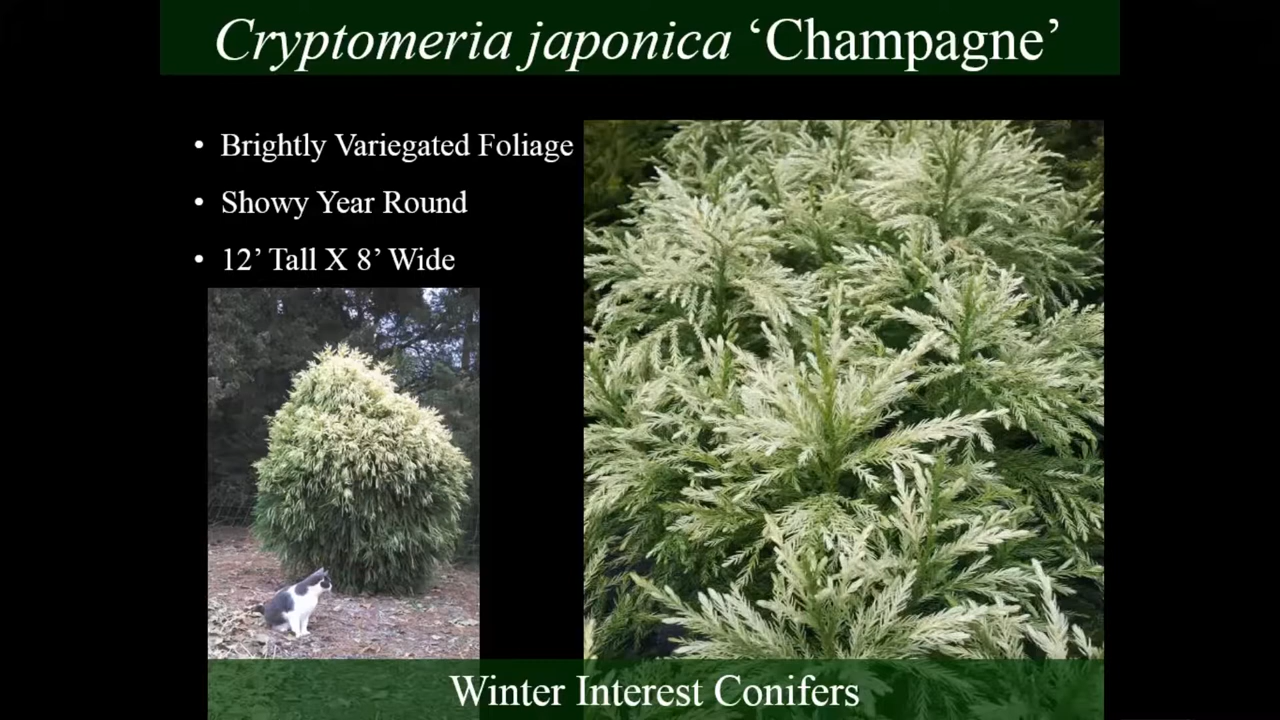 Cryptomeria japonica ‘Champagne’
• Brightly Variegated Foliage
• Showy Year Round
• 12’ Tall X 8’ Wide
Winter Interest Conifers